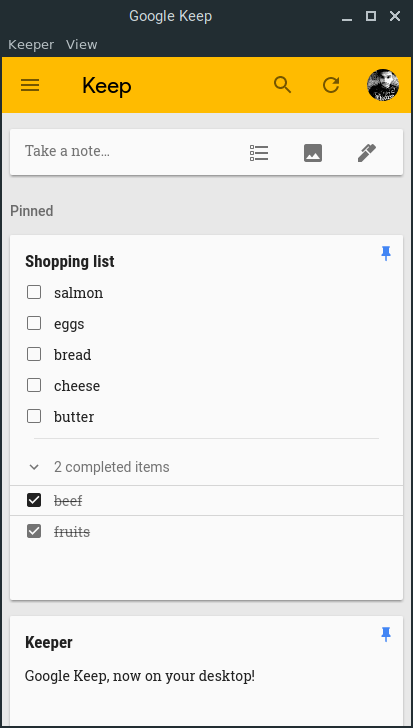 Google Keep
Keeper View
Keep
Take a note...
Pinned
Shopping list
salmon
eggs
bread
cheese
butter
2 completed items
beef
fruits
Keeper
Google Keep, now on your desktop!